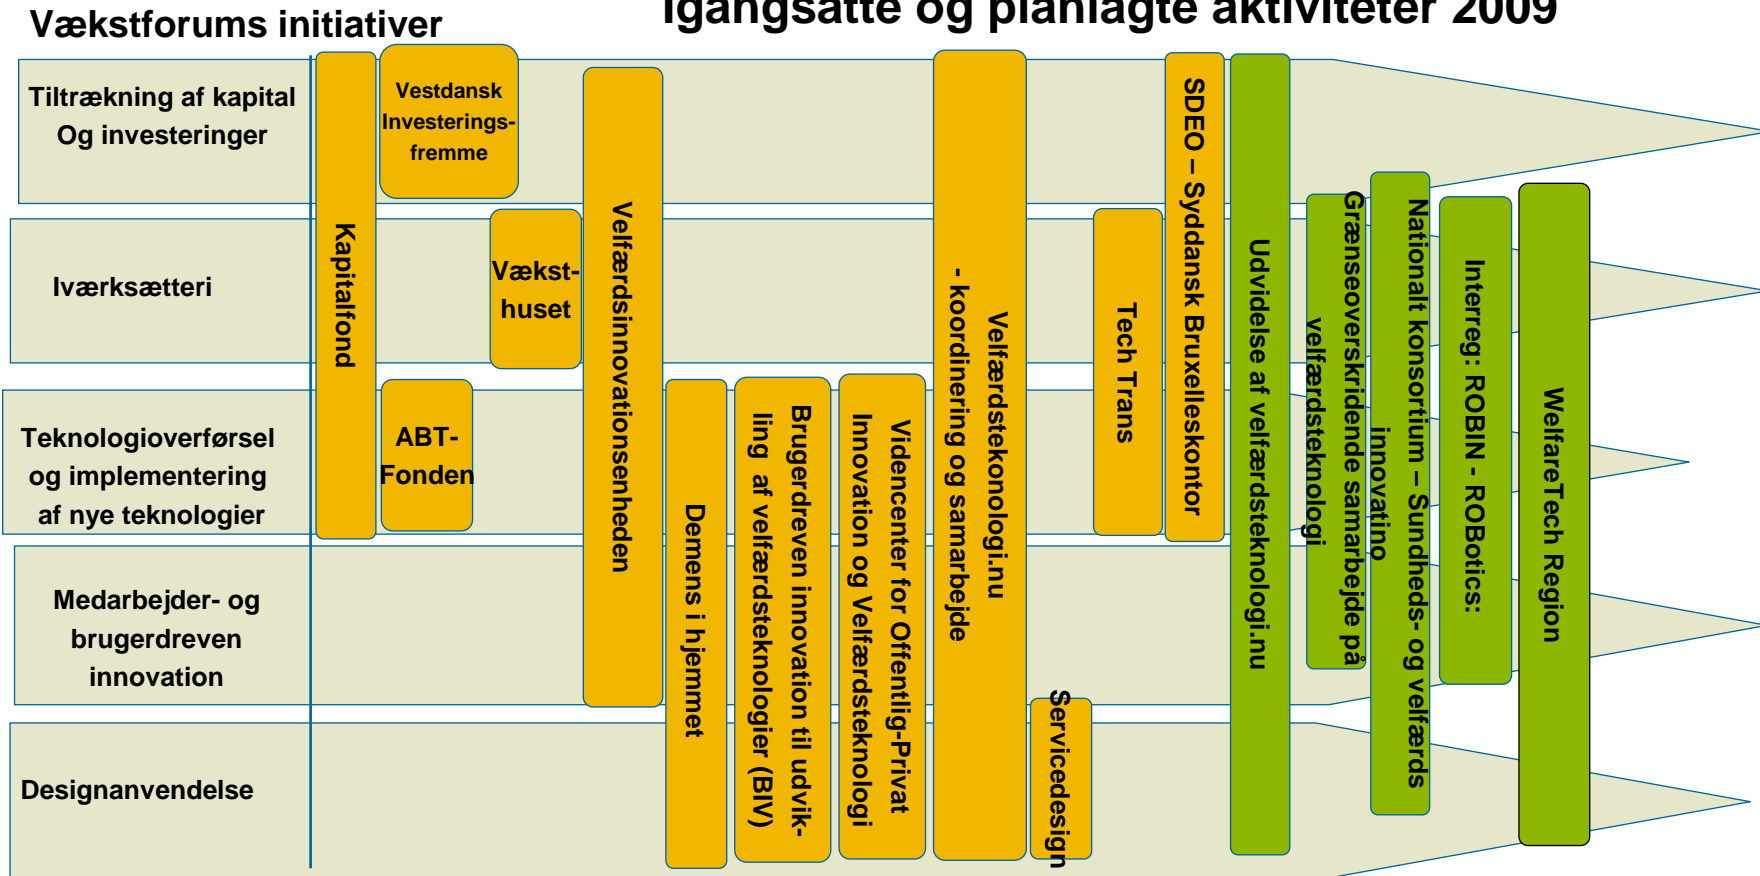 Vækstforums initiativer
Igangsatte og planlagte aktiviteter 2009
Tiltrækning af kapital
Og investeringer
Iværksætteri
Teknologioverførsel
og implementering
af nye teknologier
Medarbejder- og
brugerdreven
innovation
Designanvendelse
Kapitalfond
Vestdansk
Investerings-
fremme
Vækst-
huset
ABT-
Fonden
Velfærdsinnovationsenheden
Demens i hjemmet
Brugerdreven innovation til udvik-
ling af velfærdsteknologier (BIV)
Videncenter for Offentlig-Privat
Innovation og Velfærdsteknologi
Velfærdstekonologi.nu
- koordinering og samarbejde
Servicedesign
Tech Trans
SDEO – Syddansk Bruxelleskontor
Udvidelse af velfærdsteknologi.nu
Grænseoverskridende samarbejde på
velfærdsteknologi
Nationalt konsortium – Sundheds- og velfærds
innovatino
Interreg: ROBIN - ROBotics:
WelfareTech Region